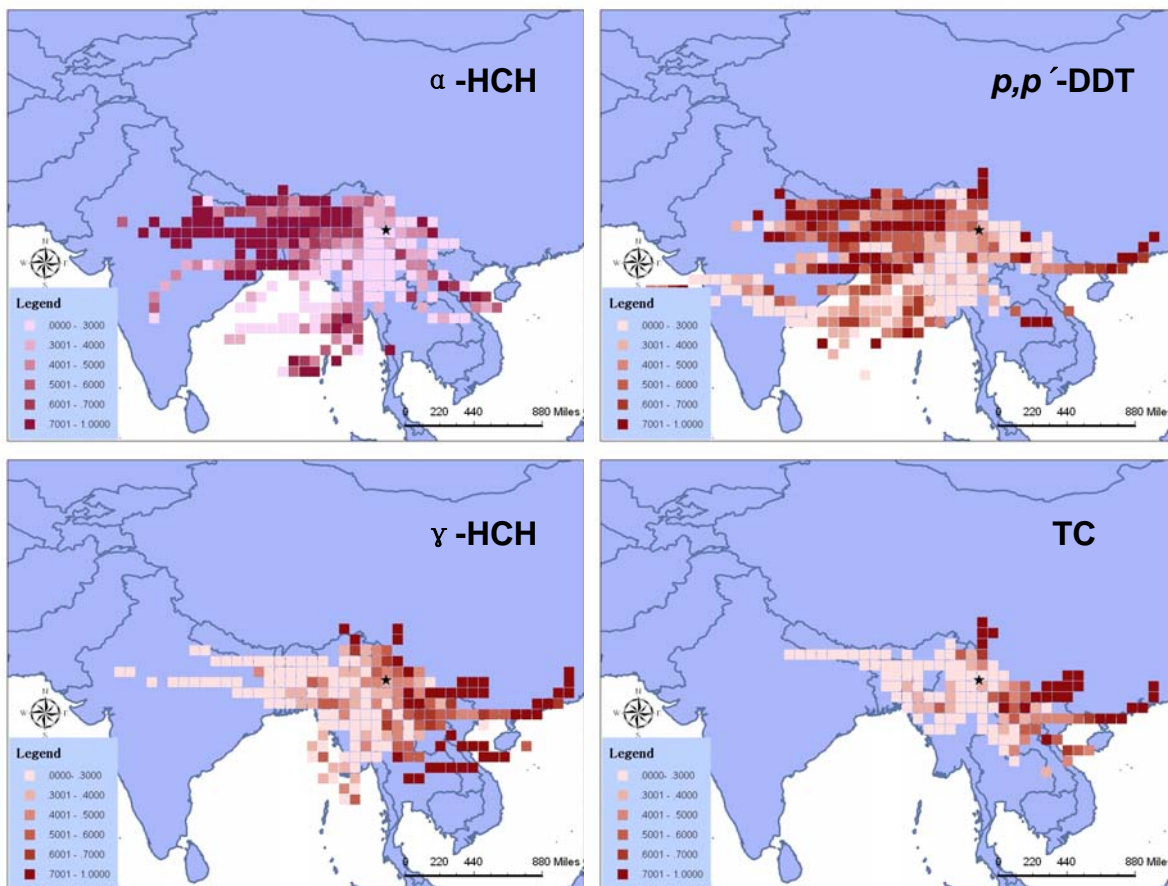 α -HCH
N
W E
S
Legend
.0000 - .3000
.3001 - .4000
.4001 - .5000
.5001 - .6000
.6001 - .7000
.7001 - 1.0000
0 220 440 880 Miles
p,p´-DDT
N
W E
S
Legend
.0000 - .3000
.3001 - .4000
.4001 - .5000
.5001 - .6000
.6001 - .7000
.7001 - 1.0000
0 220 440 880 Miles
γ -HCH
N
W E
S
Legend
.0000- .3000
.3001 - .4000
.4001 - .5000
.5001 - .6000
.6001 - .7000
.7001 - 1.0000
0 220 440 880 Miles
TC
N
W E
S
Legend
.0000 - .3000
.3001 - .4000
.4001 - .5000
.5001 - .6000
.6001 - .7000
.7001 - 1.0000
0 220 440 880 Miles